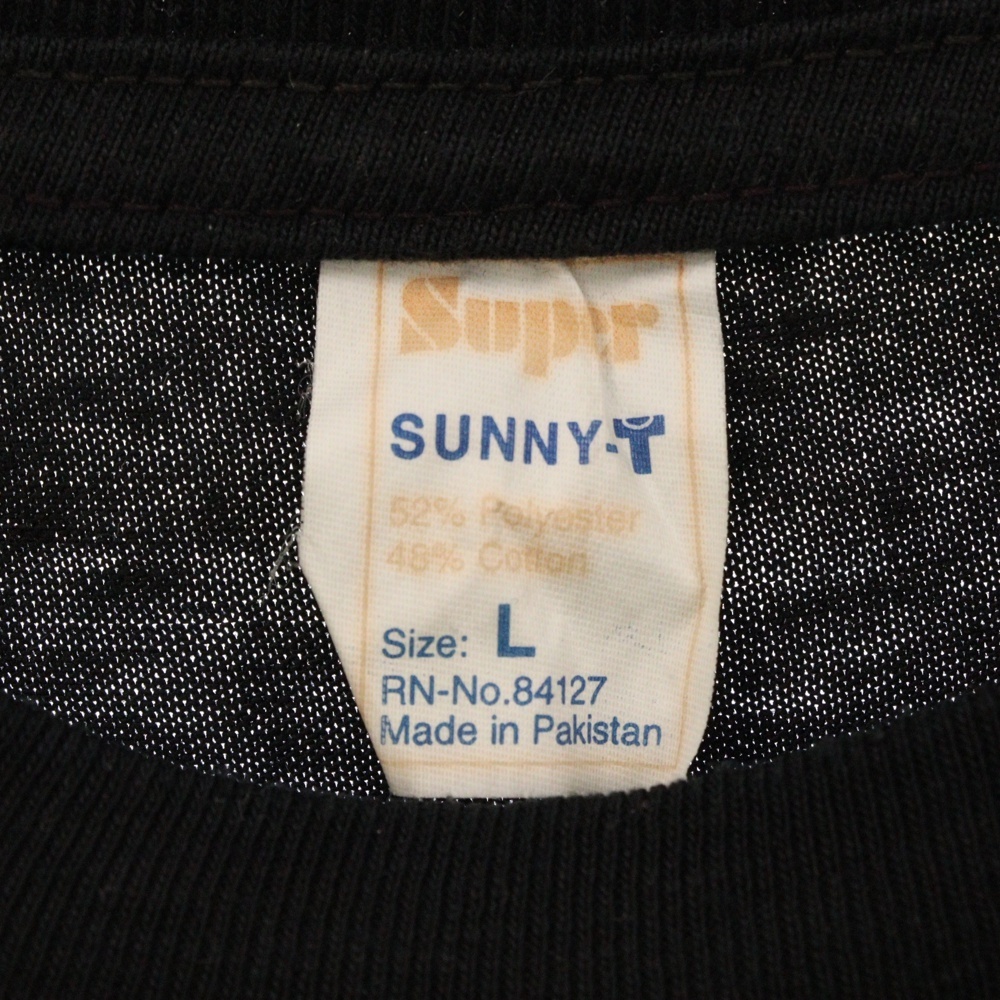 Super
SUNNY-T
52% Polyester
48% Cotton
Size: L
RN-No.84127
Made in Pakistan